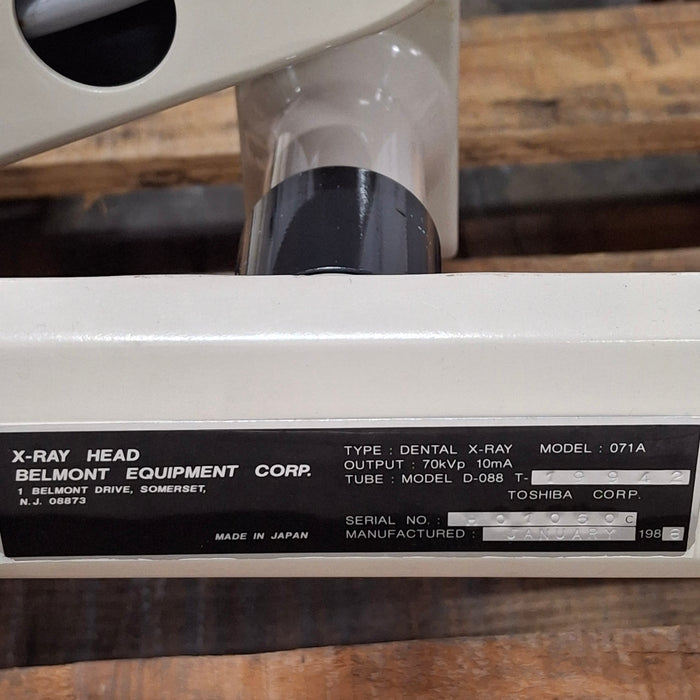 X-RAY HEAD
BELMONT EQUIPMENT CORP.
1 BELMONT DRIVE, SOMERSET,
N.J. 08873
MADE IN JAPAN
TYPE : DENTAL X-RAY MODEL : 071A
OUTPUT : 70kVp 10mA
TUBE : MODEL D-088 T-
TOSHIBA CORP.
SERIAL NO. :
MANUFACTURED : JANUARY 198